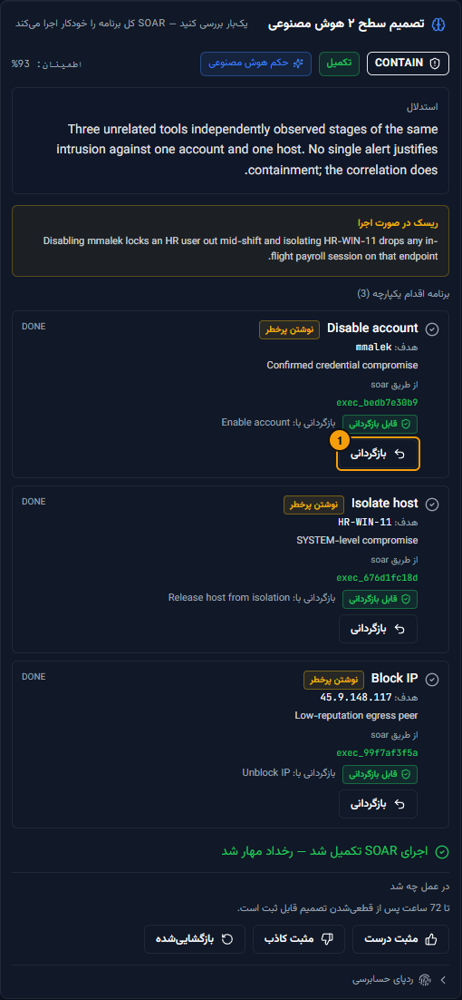 تصمیم سطح ۲ هوش مصنوعی
یک‌بار بررسی کنید — SOAR کل برنامه را خودکار اجرا می‌کند
CONTAIN
تکمیل
حکم هوش مصنوعی
اطمینان: 93%
استدلال
Three unrelated tools independently observed stages of the same
intrusion against one account and one host. No single alert justifies
containment; the correlation does.
ریسک در صورت اجرا
Disabling mmalek locks an HR user out mid-shift and isolating HR-WIN-11 drops any in-
flight payroll session on that endpoint.
برنامه اقدام یکپارچه (3)
Disable account
نوشتن پرخطر
DONE
هدف: mmalek
Confirmed credential compromise
از طریق soar
exec_bedb7e30b9
قابل بازگردانی
بازگردانی با: Enable account
1
بازگردانی
Isolate host
نوشتن پرخطر
DONE
هدف: HR-WIN-11
SYSTEM-level compromise
از طریق soar
exec_676d1fc18d
قابل بازگردانی
بازگردانی با: Release host from isolation
بازگردانی
Block IP
نوشتن پرخطر
DONE
هدف: 45.9.148.117
Low-reputation egress peer
از طریق soar
exec_99f7af3f5a
قابل بازگردانی
بازگردانی با: Unblock IP
بازگردانی
اجرای SOAR تکمیل شد — رخداد مهار شد
در عمل چه شد
تا 72 ساعت پس از قطعی‌شدن تصمیم قابل ثبت است.
مثبت درست
مثبت کاذب
بازگشایی‌شده
ردپای حسابرسی